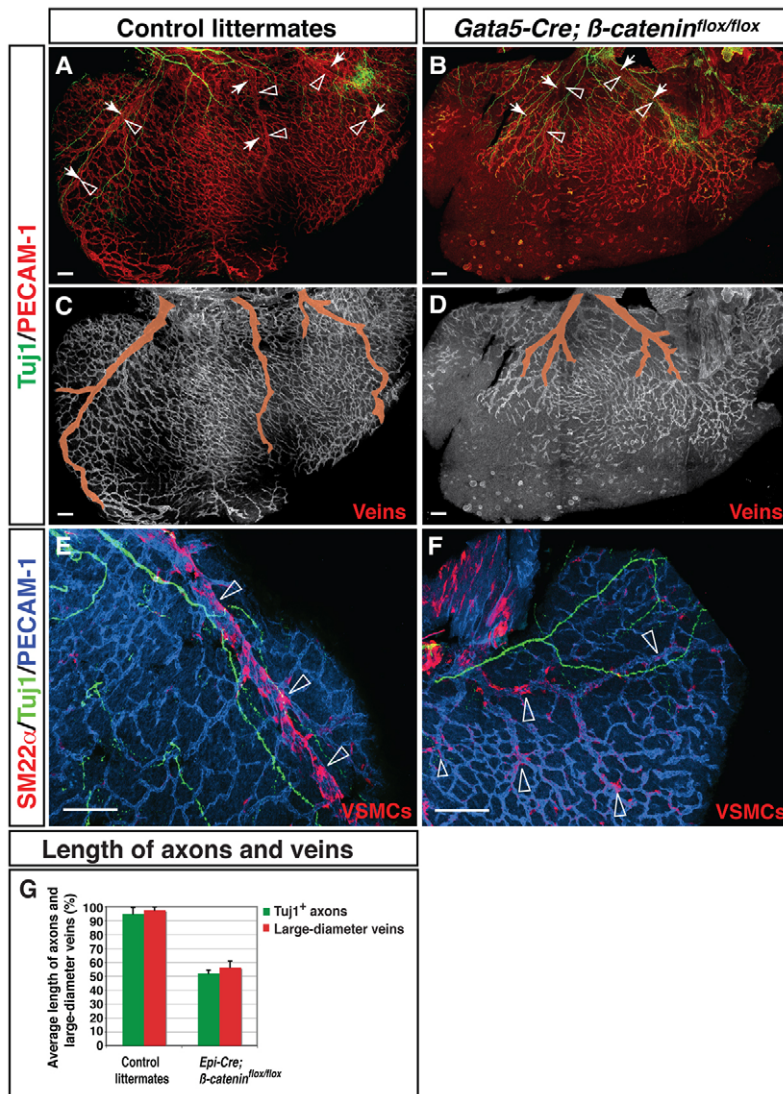 Control littermates
Gata5-Cre; ß-catenin^flox/flox
Tuj1/PECAM-1
A
B
C
Veins
D
Veins
SM22α/Tuj1/PECAM-1
E
VSMCs
F
VSMCs
Length of axons and veins
G
Average length of axons and
large-diameter veins (%)
100
90
80
70
60
50
40
30
20
10
0
Tuj1+ axons
Large-diameter veins
Control
littermates
Epi-Cre;
ß-catenin^flox/flox